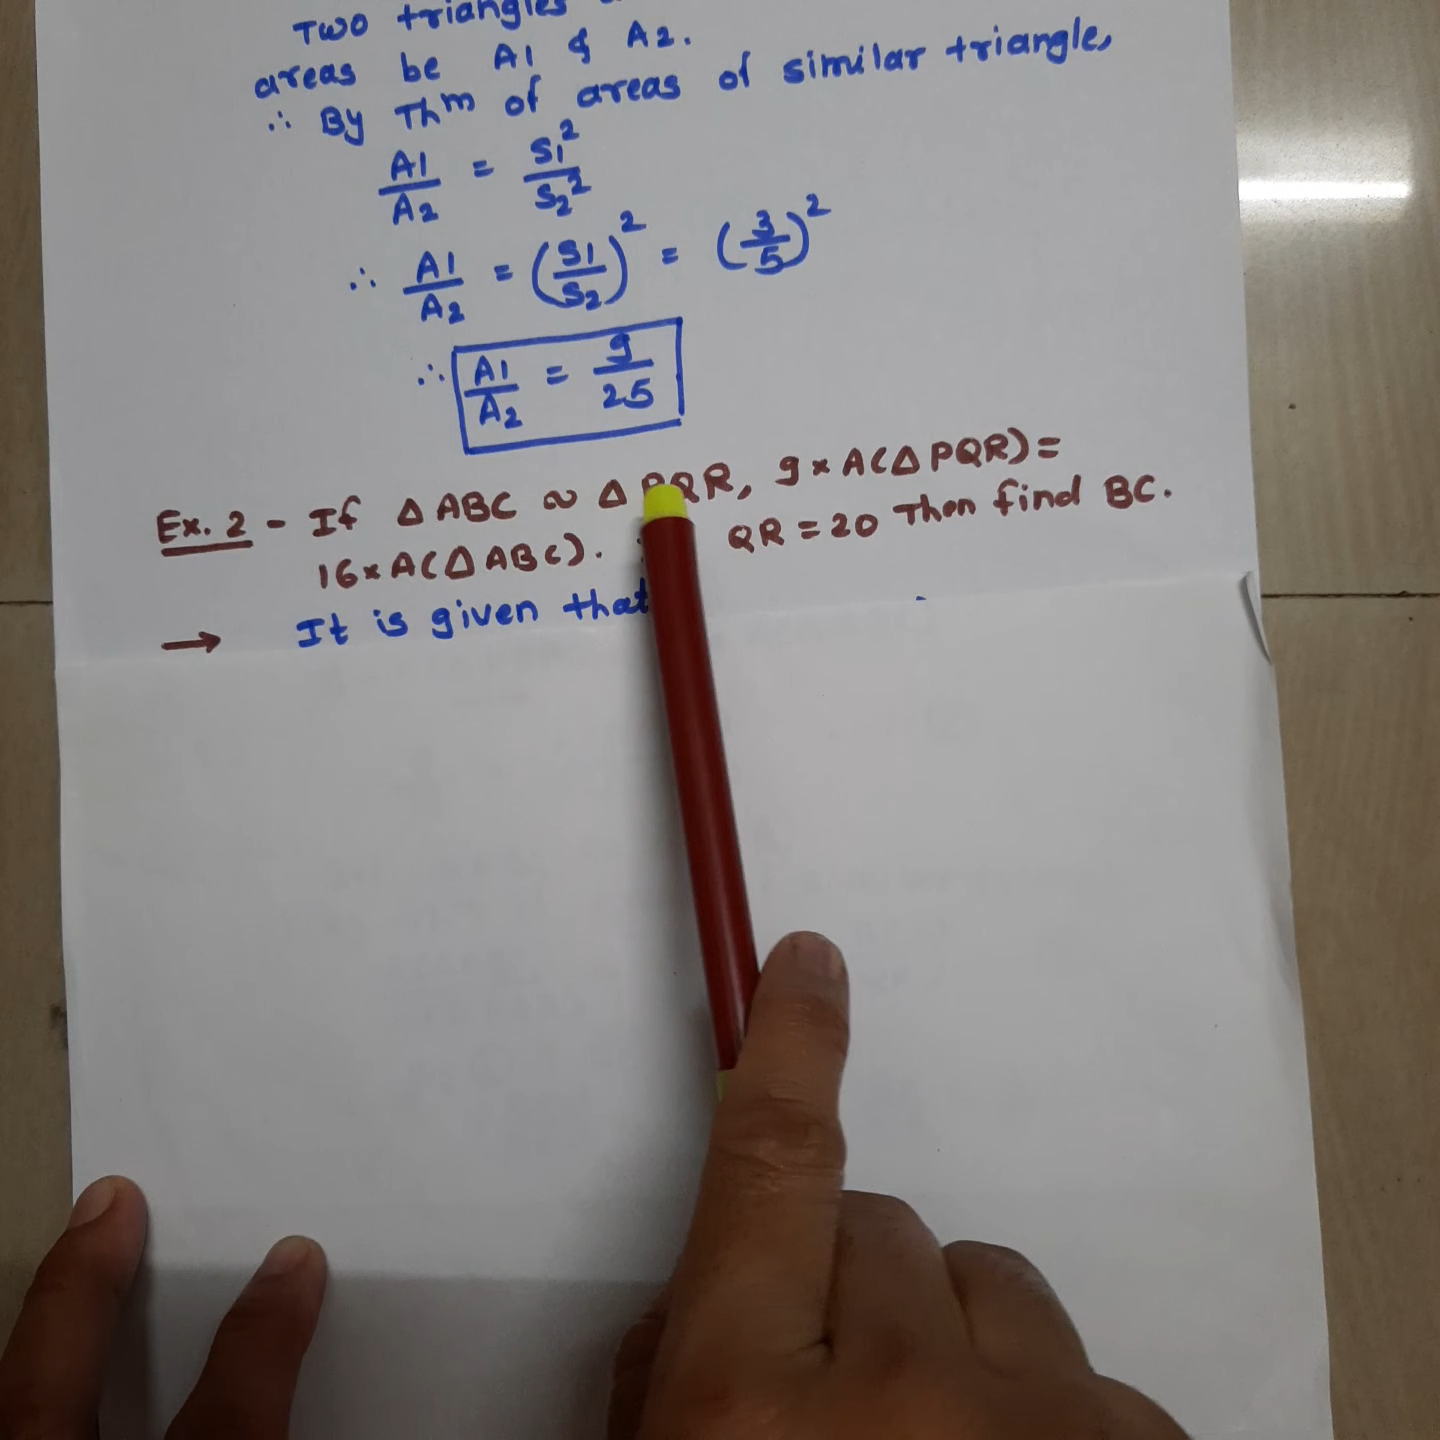 Two triangles
areas be A1 & A2.
∴ By Thm of areas of similar triangle,
A1/A2 = S1²/S2²
∴ A1/A2 = (S1/S2)² = (3/5)²
∴ A1/A2 = 9/25
Ex. 2 - If △ABC ~ △PQR, 9×A(△PQR)=
16×A(△ABC). QR=20 Then find BC.
→ It is given that